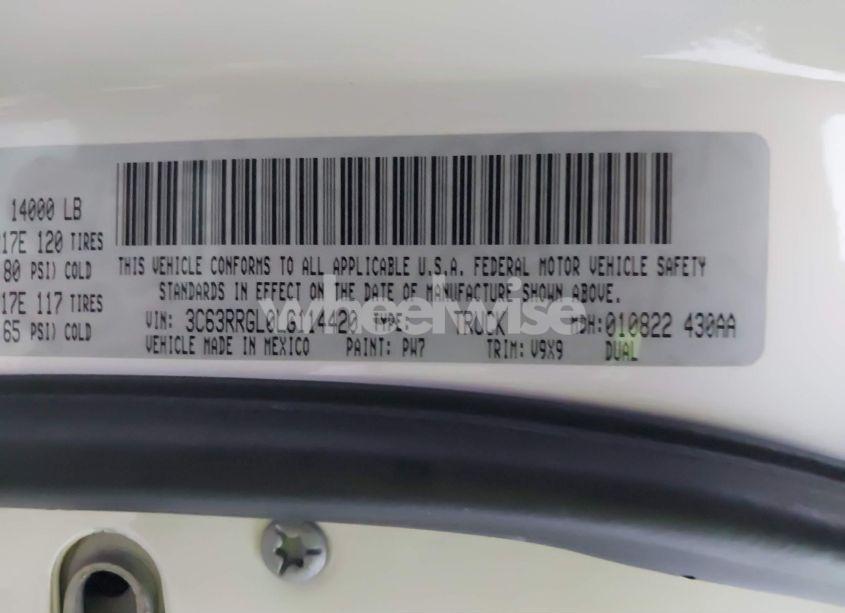 14000 LB
17E 120 TIRES
80 PSI) COLD
17E 117 TIRES
65 PSI) COLD
THIS VEHICLE CONFORMS TO ALL APPLICABLE U.S.A. FEDERAL MOTOR VEHICLE SAFETY
STANDARDS IN EFFECT ON THE DATE OF MANUFACTURE SHOWN ABOVE.
VIN: 3C63RRGL0LG114420 TYPE: TRUCK MDH:010822 430AA
VEHICLE MADE IN MEXICO PAINT: PW7 TRIM: V9X9 DUAL
wheelwise